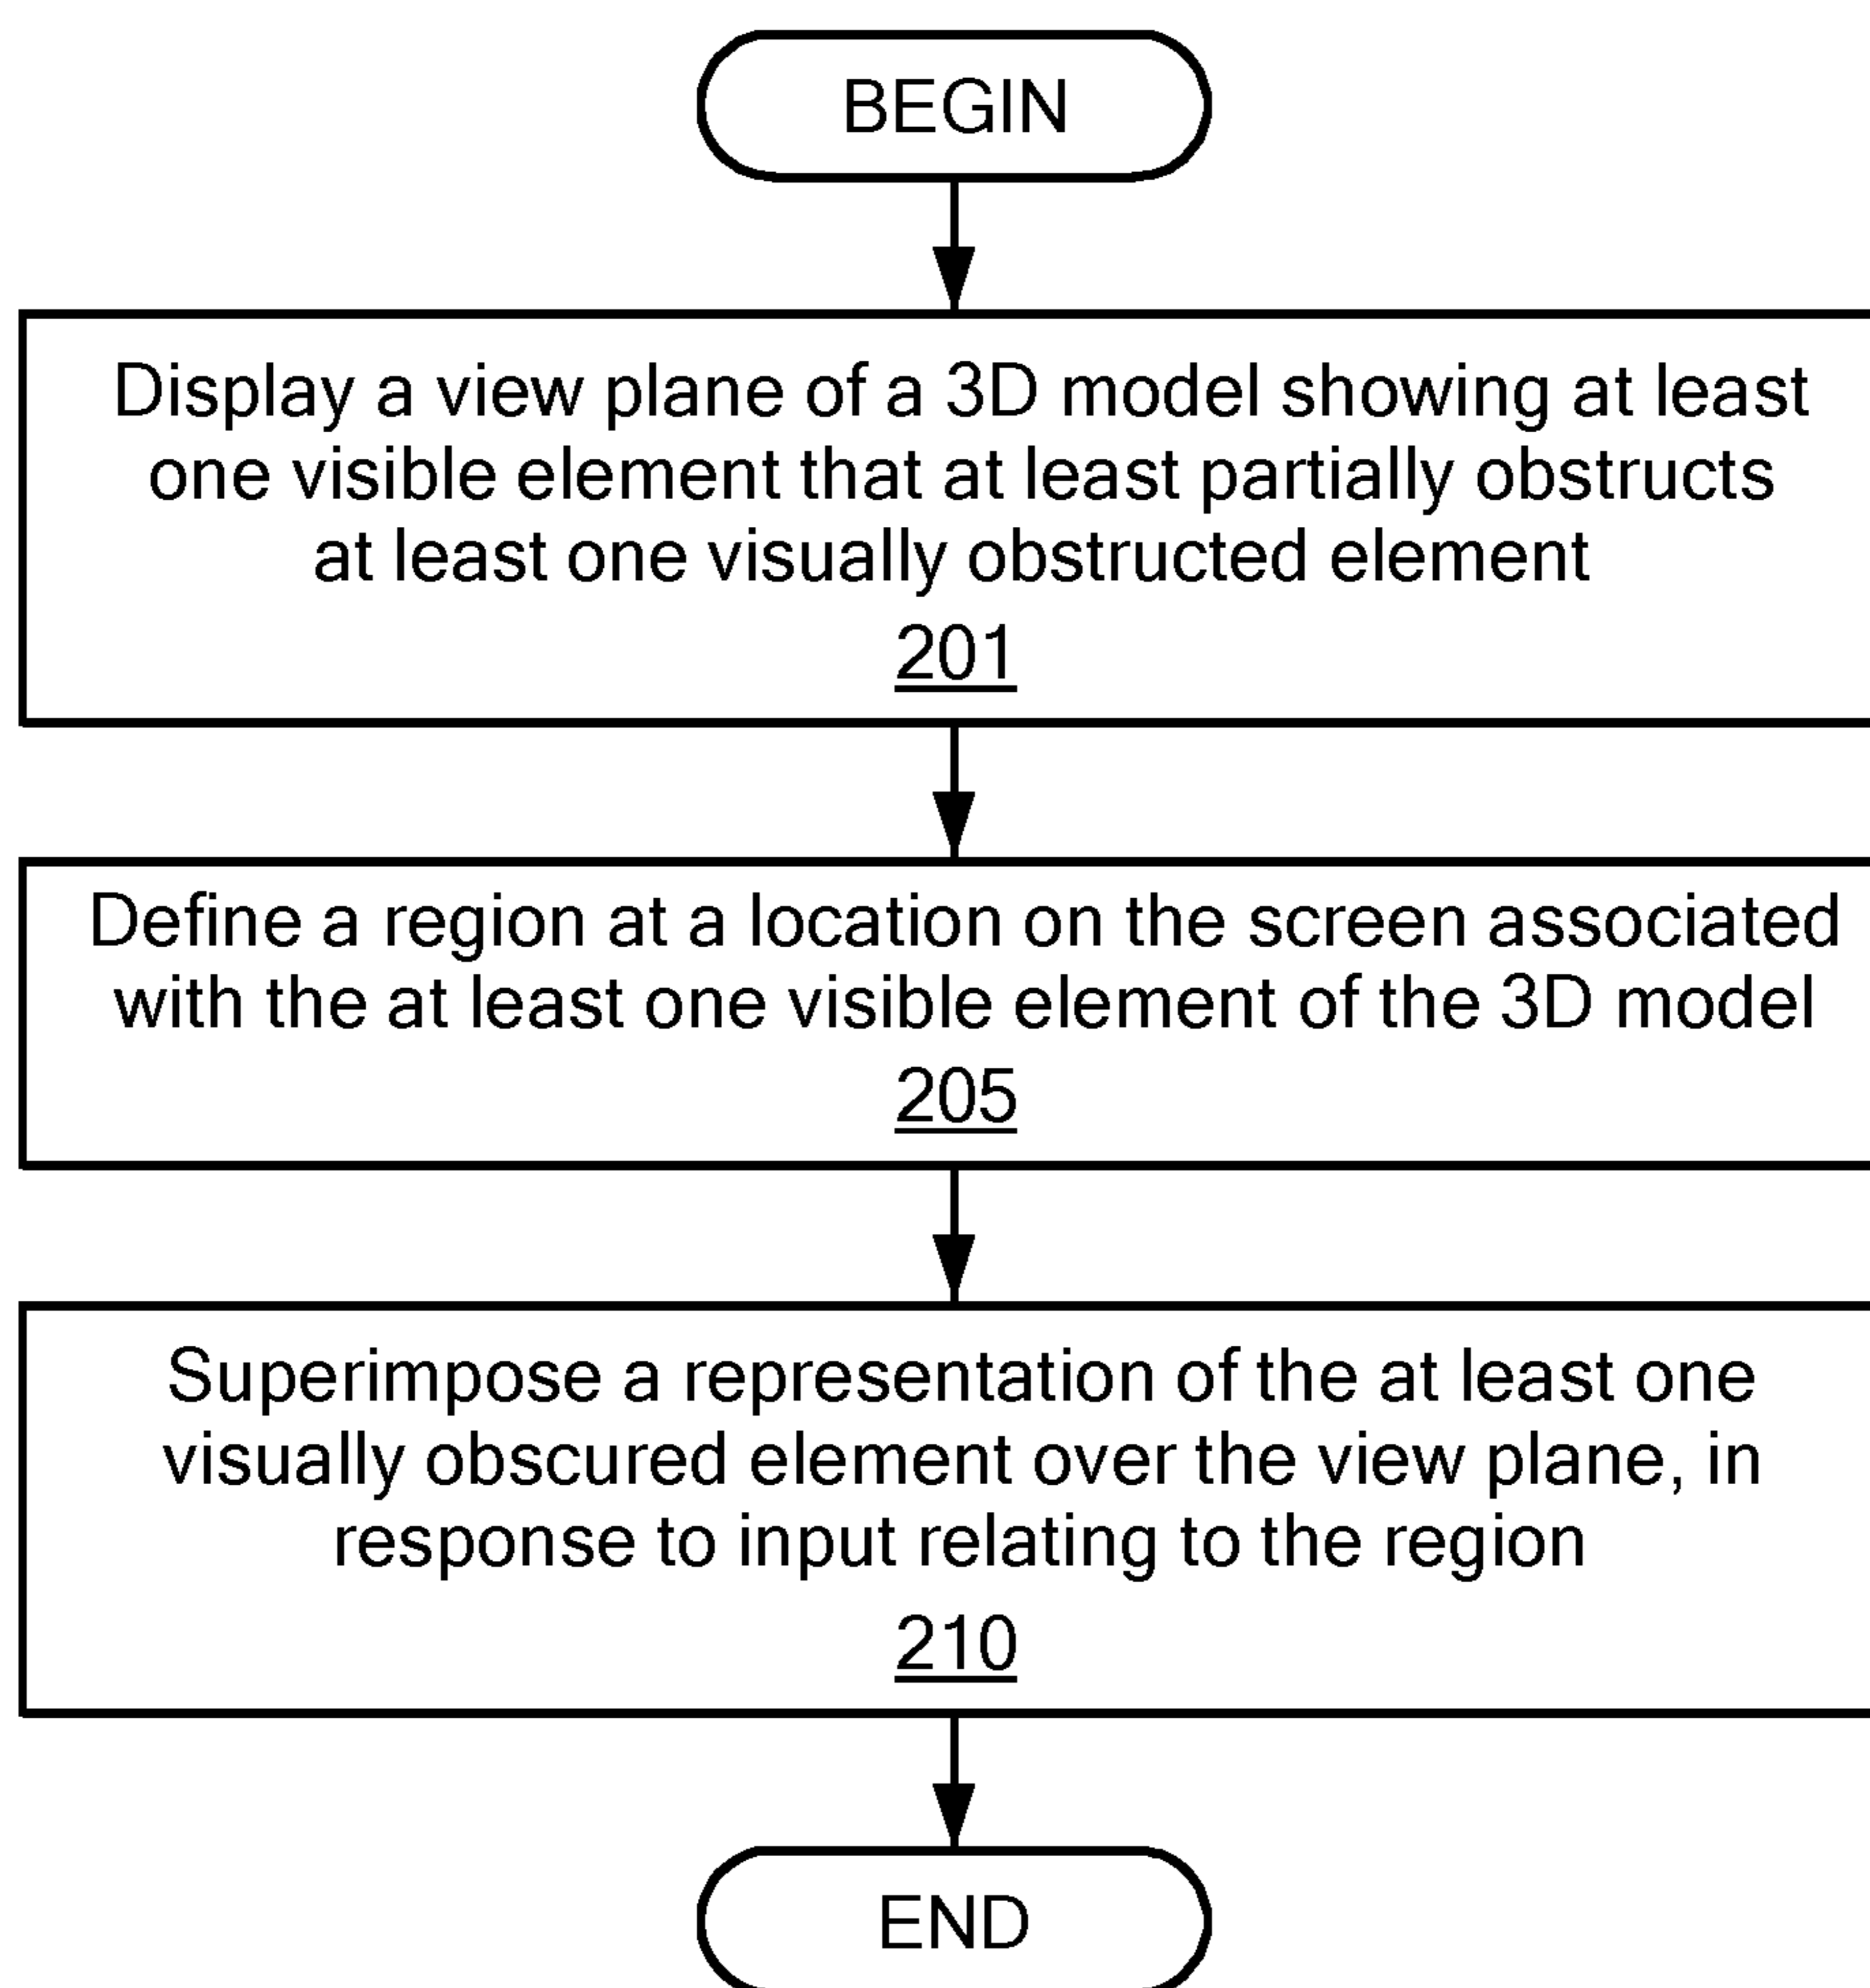 BEGIN
Display a view plane of a 3D model showing at least
one visible element that at least partially obstructs
at least one visually obstructed element
201
Define a region at a location on the screen associated
with the at least one visible element of the 3D model
205
Superimpose a representation of the at least one
visually obscured element over the view plane, in
response to input relating to the region
210
END